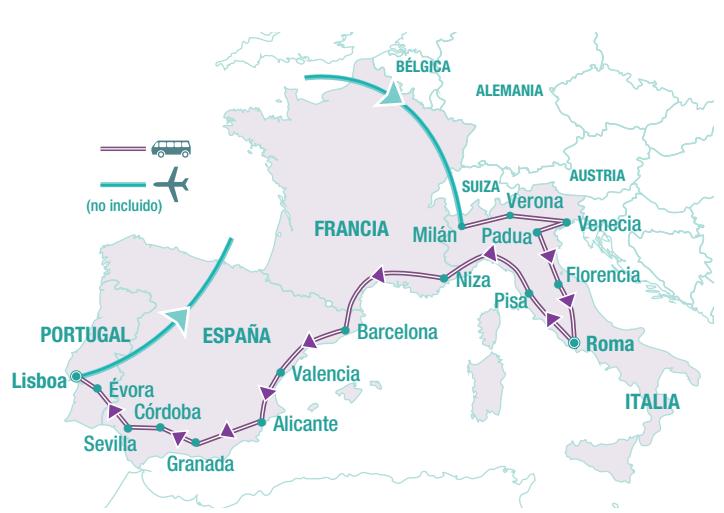 BÉLGICA
ALEMANIA
(no incluido)
SUIZA
AUSTRIA
Verona
FRANCIA
Milán
Padua
Venecia
Niza
Florencia
Pisa
PORTUGAL
ESPAÑA
Barcelona
Roma
Lisboa
Évora
Valencia
ITALIA
Córdoba
Sevilla
Alicante
Granada